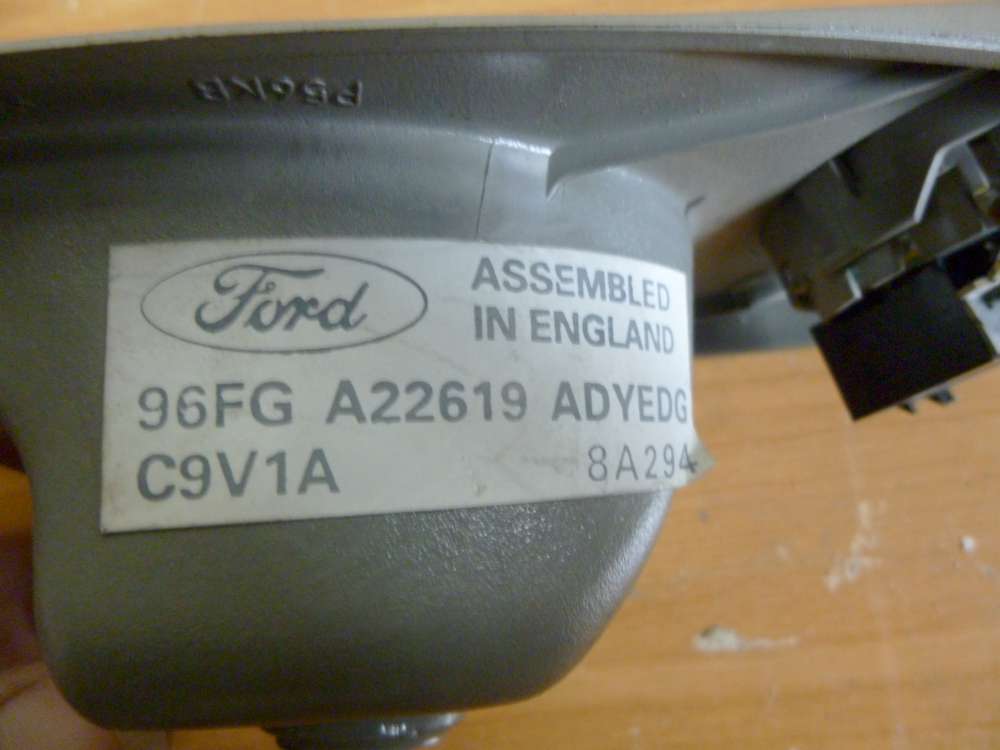 P56KB
Ford
ASSEMBLED
IN ENGLAND
96FG A22619 ADYEDG
C9V1A 8A294